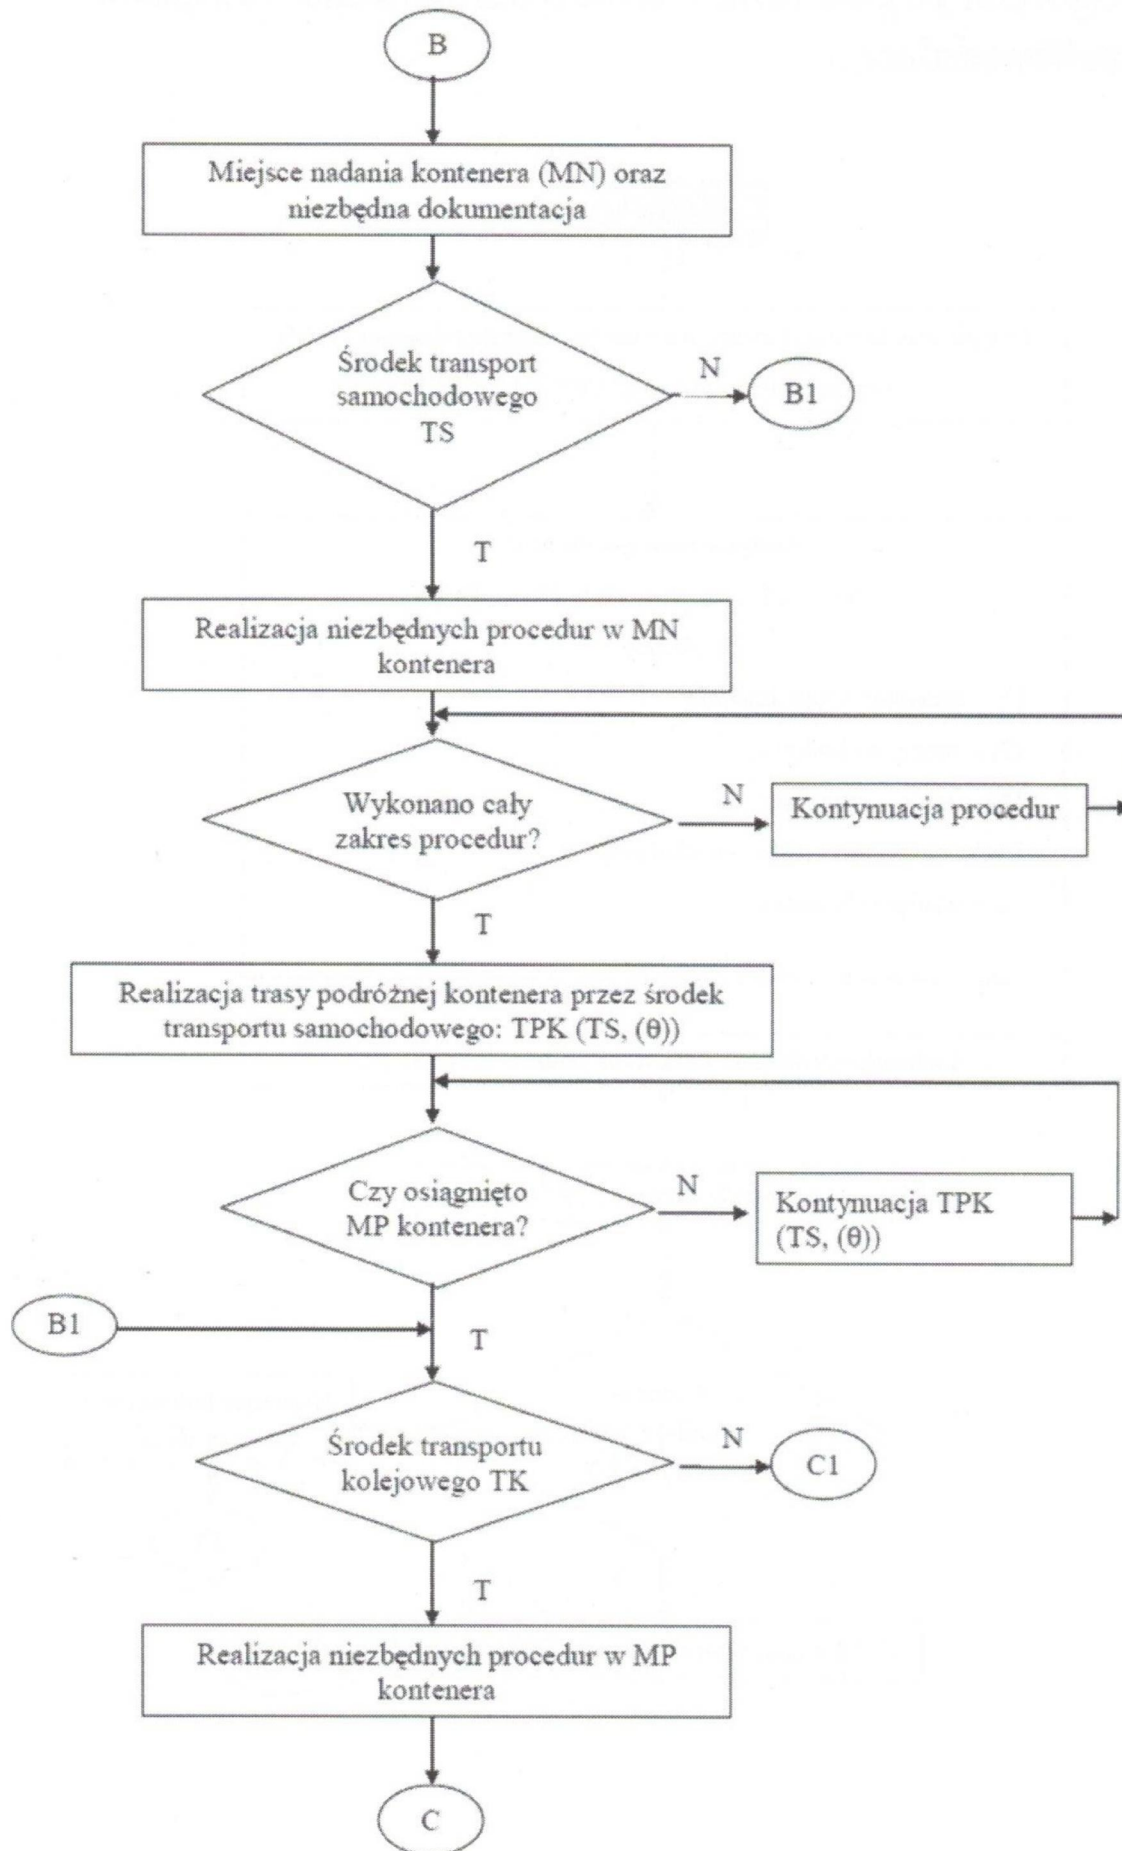 B
Miejsce nadania kontenera (MN) oraz
niezbędna dokumentacja
Środek transport
samochodowego
TS
N
B1
T
Realizacja niezbędnych procedur w MN
kontenera
Wykonano cały
zakres procedur?
N
Kontynuacja procedur
T
Realizacja trasy podróżnej kontenera przez środek
transportu samochodowego: TPK (TS, (θ))
Czy osiągnięto
MP kontenera?
N
Kontynuacja TPK
(TS, (θ))
B1
T
Środek transportu
kolejowego TK
N
C1
T
Realizacja niezbędnych procedur w MP
kontenera
C